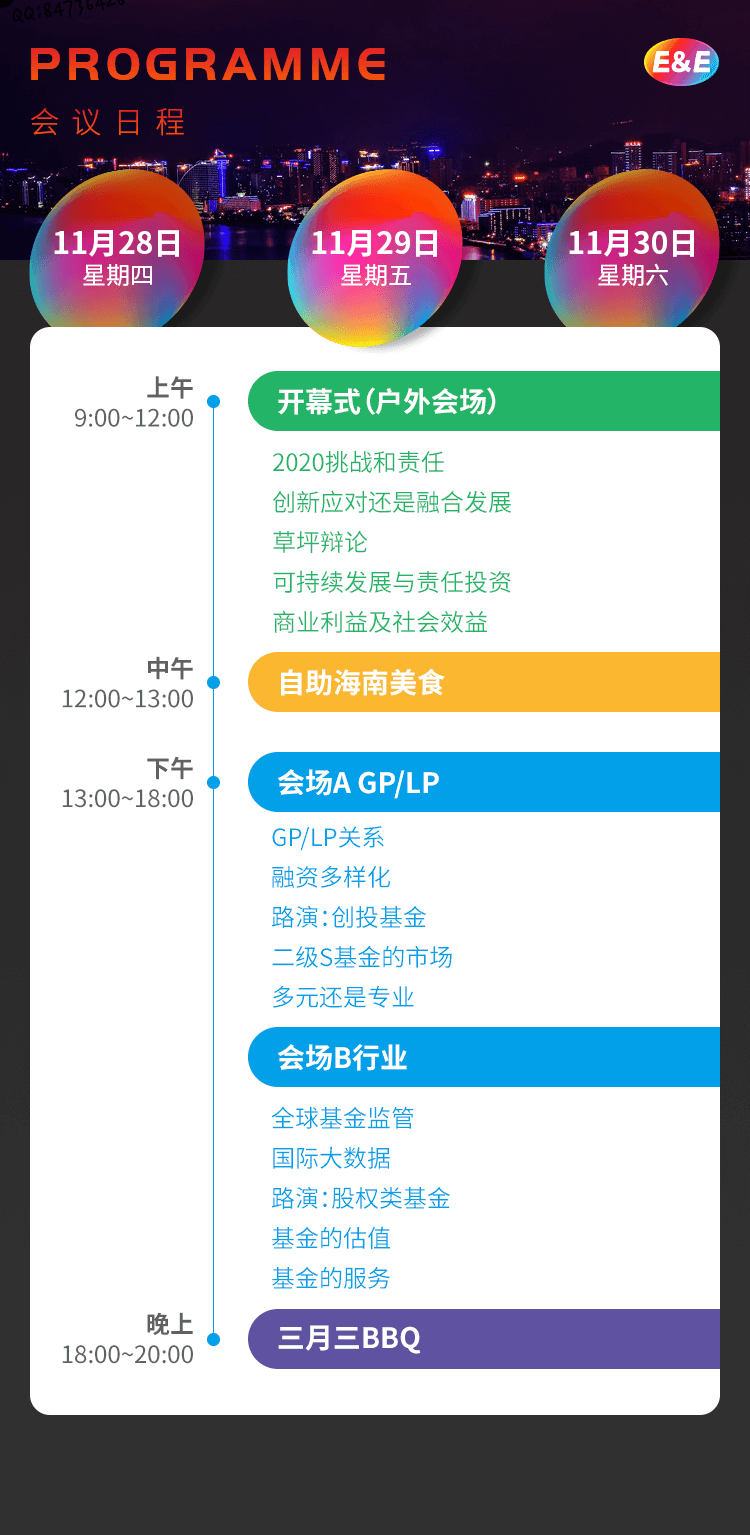 PROGRAMME
E&E
会议日程
11月28日
星期四
11月29日
星期五
11月30日
星期六
上午
9:00~12:00
开幕式(户外会场)
2020挑战和责任
创新应对还是融合发展
草坪辩论
可持续发展与责任投资
商业利益及社会效益
中午
12:00~13:00
自助海南美食
下午
13:00~18:00
会场A GP/LP
GP/LP关系
融资多样化
路演:创投基金
二级S基金的市场
多元还是专业
会场B行业
全球基金监管
国际大数据
路演:股权类基金
基金的估值
基金的服务
晚上
18:00~20:00
三月三BBQ